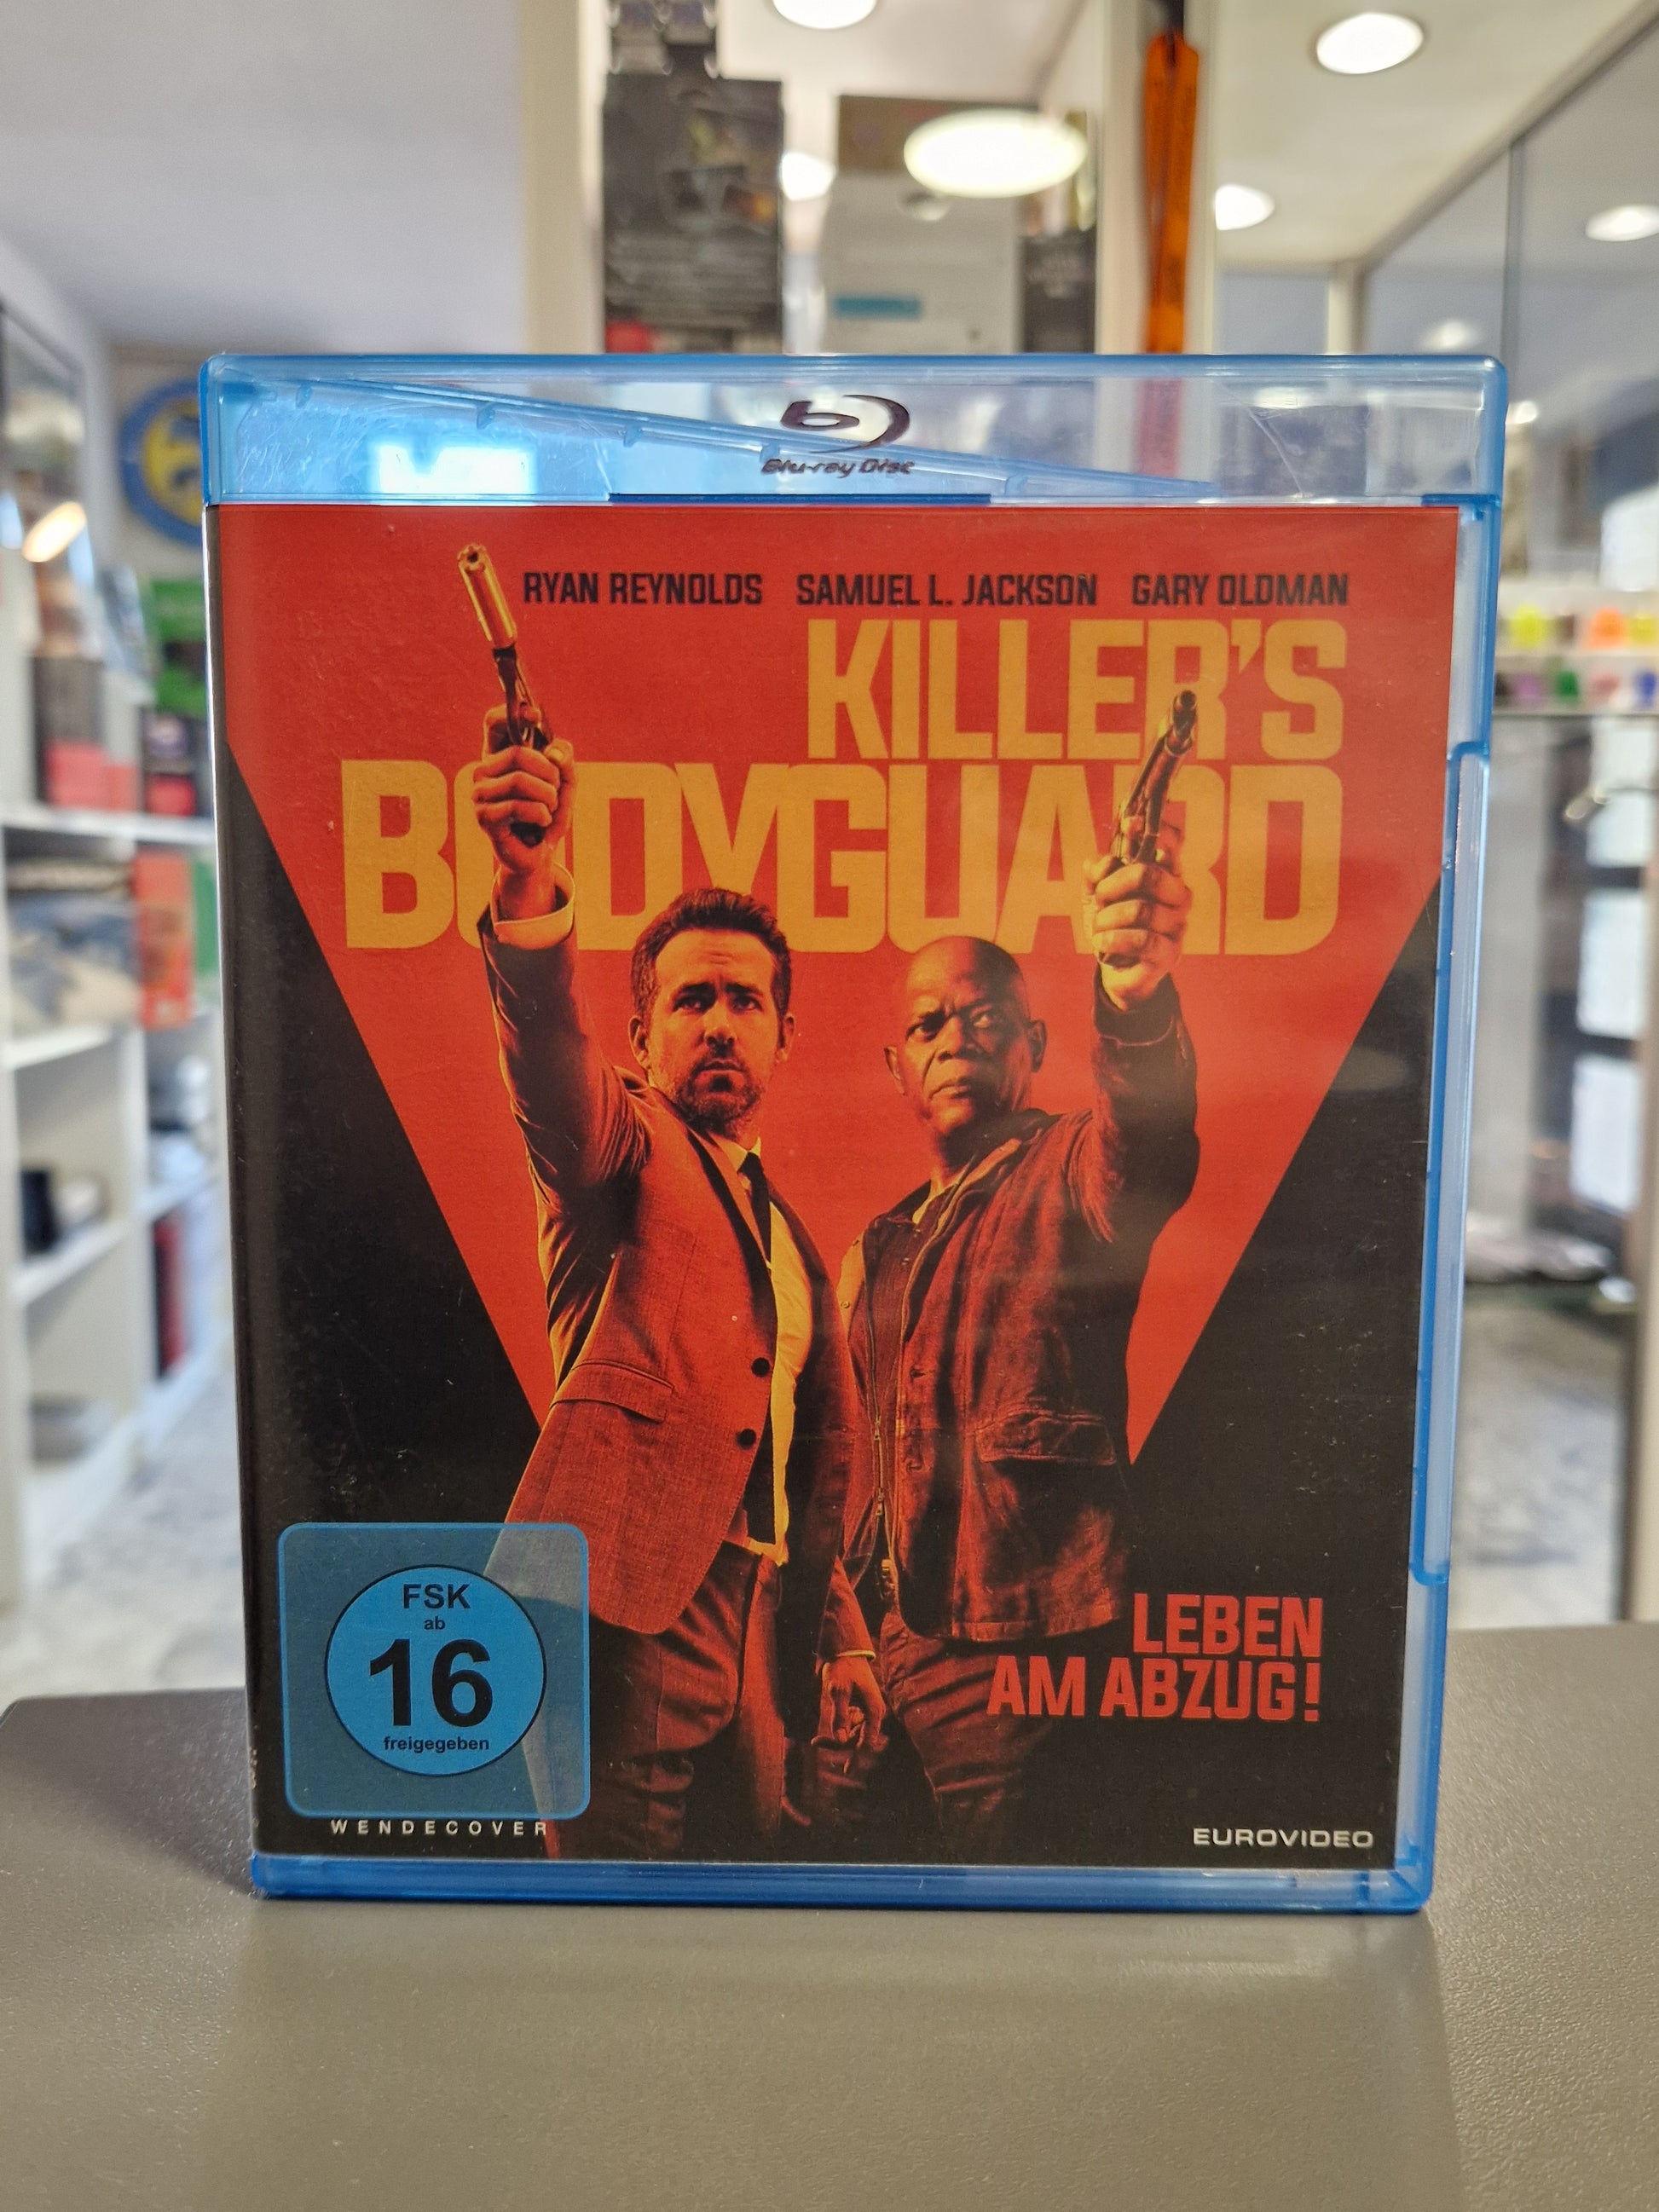 Blu-ray Disc
RYAN REYNOLDS SAMUEL L. JACKSON GARY OLDMAN
KILLER'S
BODYGUARD
LEBEN
AM ABZUG!
FSK
ab
16
freigegeben
WENDECOVER
EUROVIDEO